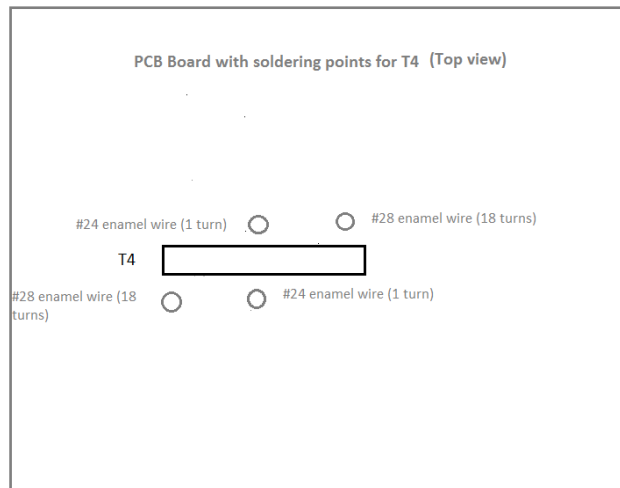 PCB Board with soldering points for T4 (Top view)
#24 enamel wire (1 turn)
#28 enamel wire (18 turns)
T4
#28 enamel wire (18
turns)
#24 enamel wire (1 turn)